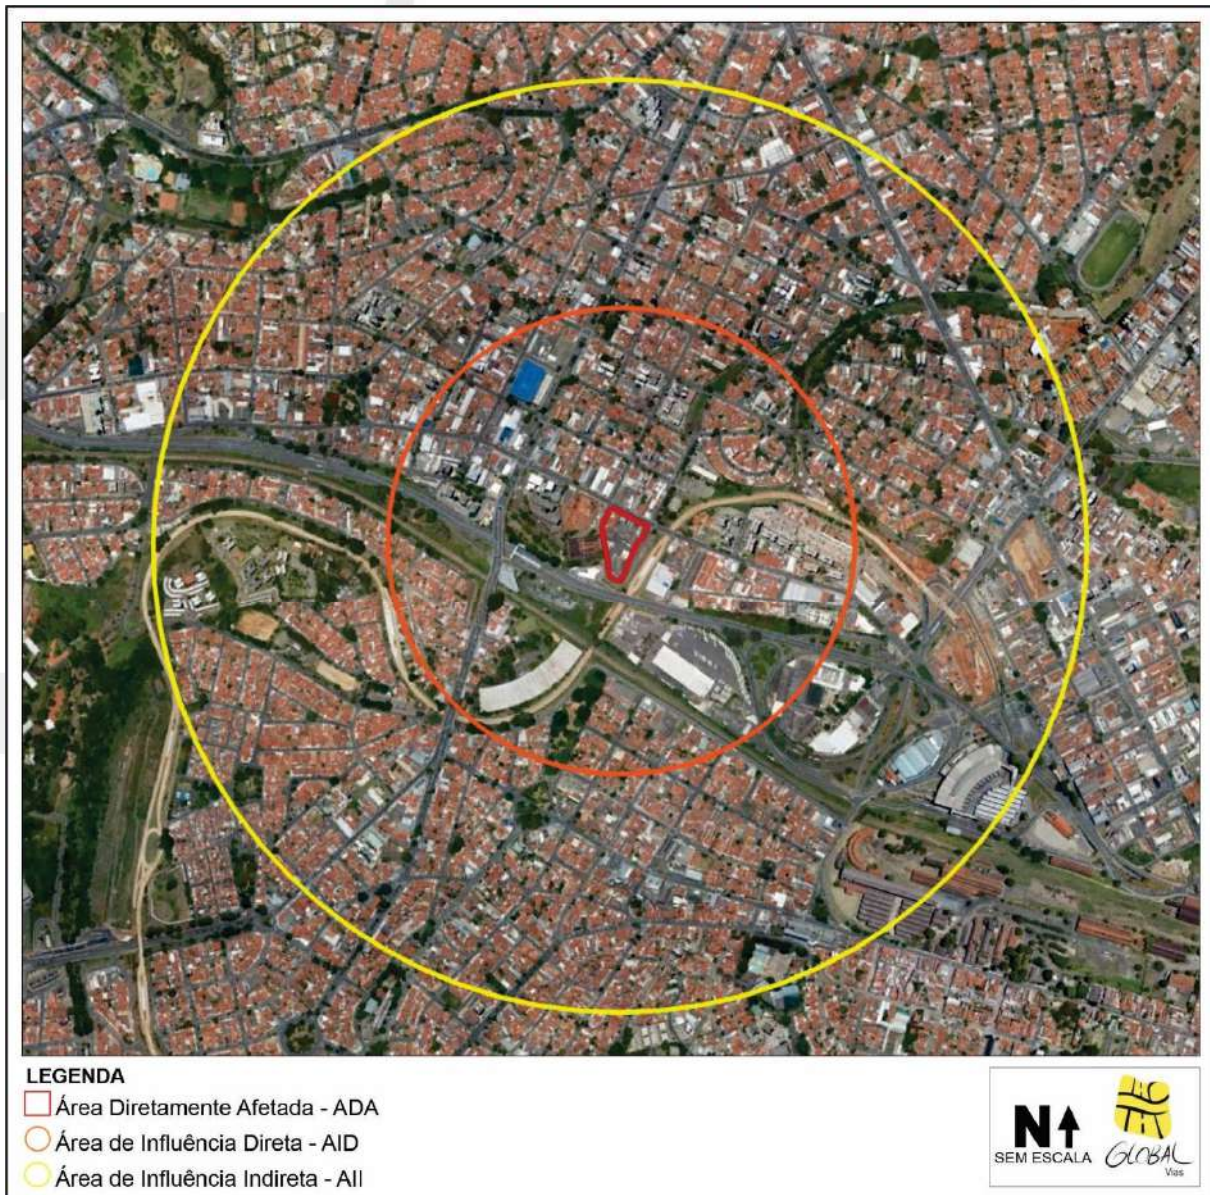 LEGENDA
Área Diretamente Afetada - ADA
Área de Influência Direta - AID
Área de Influência Indireta - AII
N
SEM ESCALA
GLOBAL
Vias